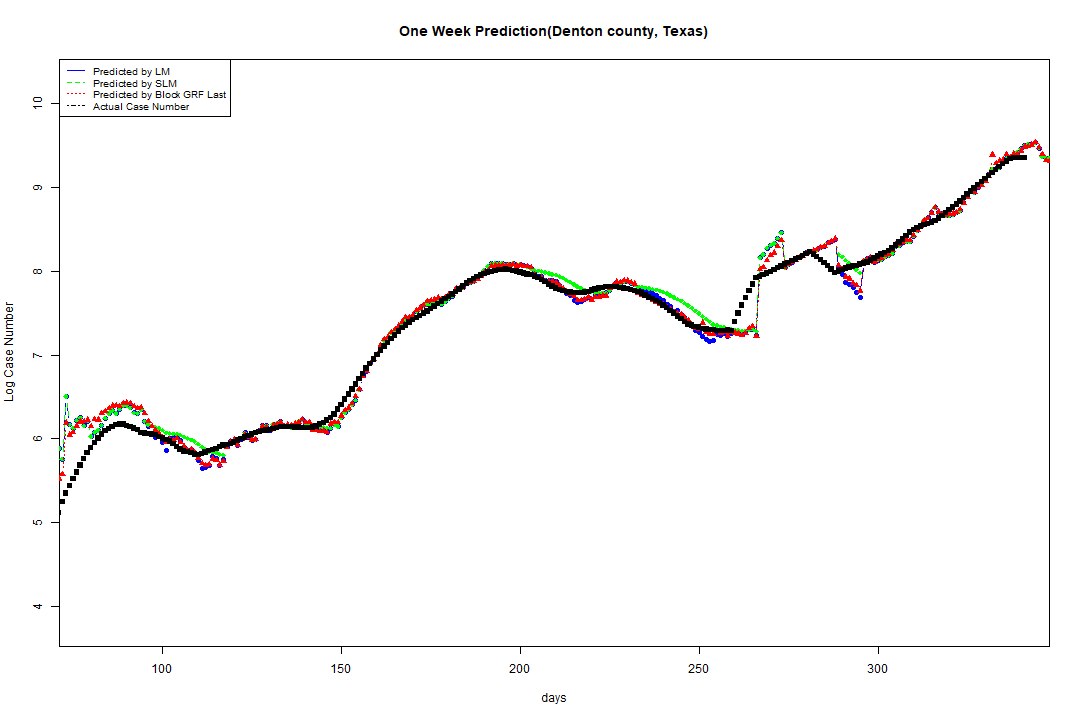 One Week Prediction(Denton county, Texas)
Predicted by LM
Predicted by SLM
Predicted by Block GRF Last
Actual Case Number
10
9
8
7
6
5
4
Log Case Number
100 150 200 250 300
days